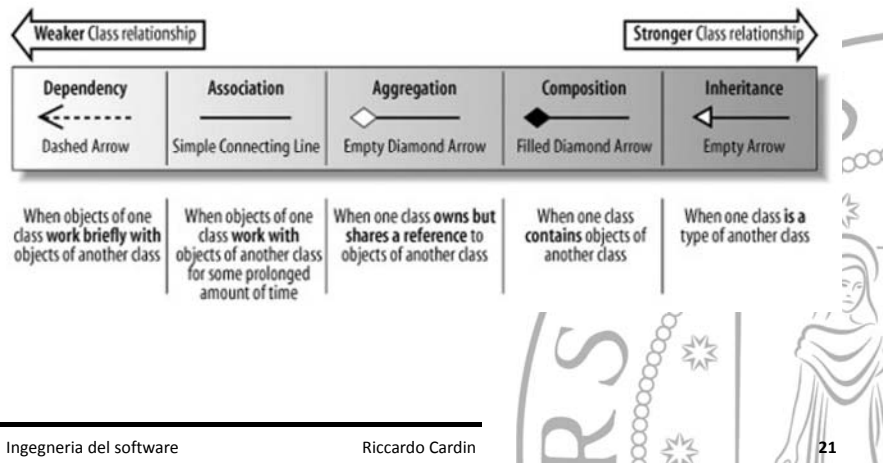 Weaker Class relationship
Stronger Class relationship
Dependency
Dashed Arrow
Association
Simple Connecting Line
Aggregation
Empty Diamond Arrow
Composition
Filled Diamond Arrow
Inheritance
Empty Arrow
When objects of one
class work briefly with
objects of another class
When objects of one
class work with
objects of another class
for some prolonged
amount of time
When one class owns but
shares a reference to
objects of another class
When one class
contains objects of
another class
When one class is a
type of another class
Ingegneria del software
Riccardo Cardin
21
R S
S